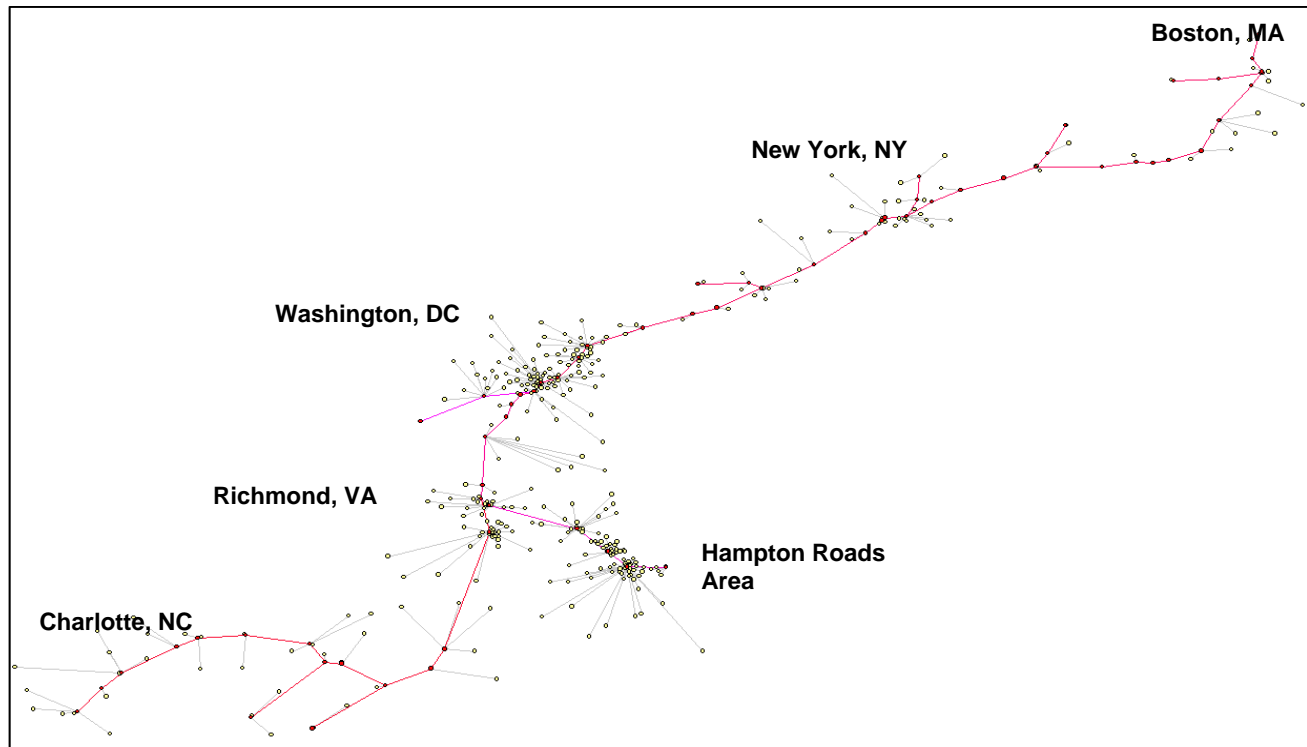 Boston, MA
New York, NY
Washington, DC
Richmond, VA
Hampton Roads
Area
Charlotte, NC